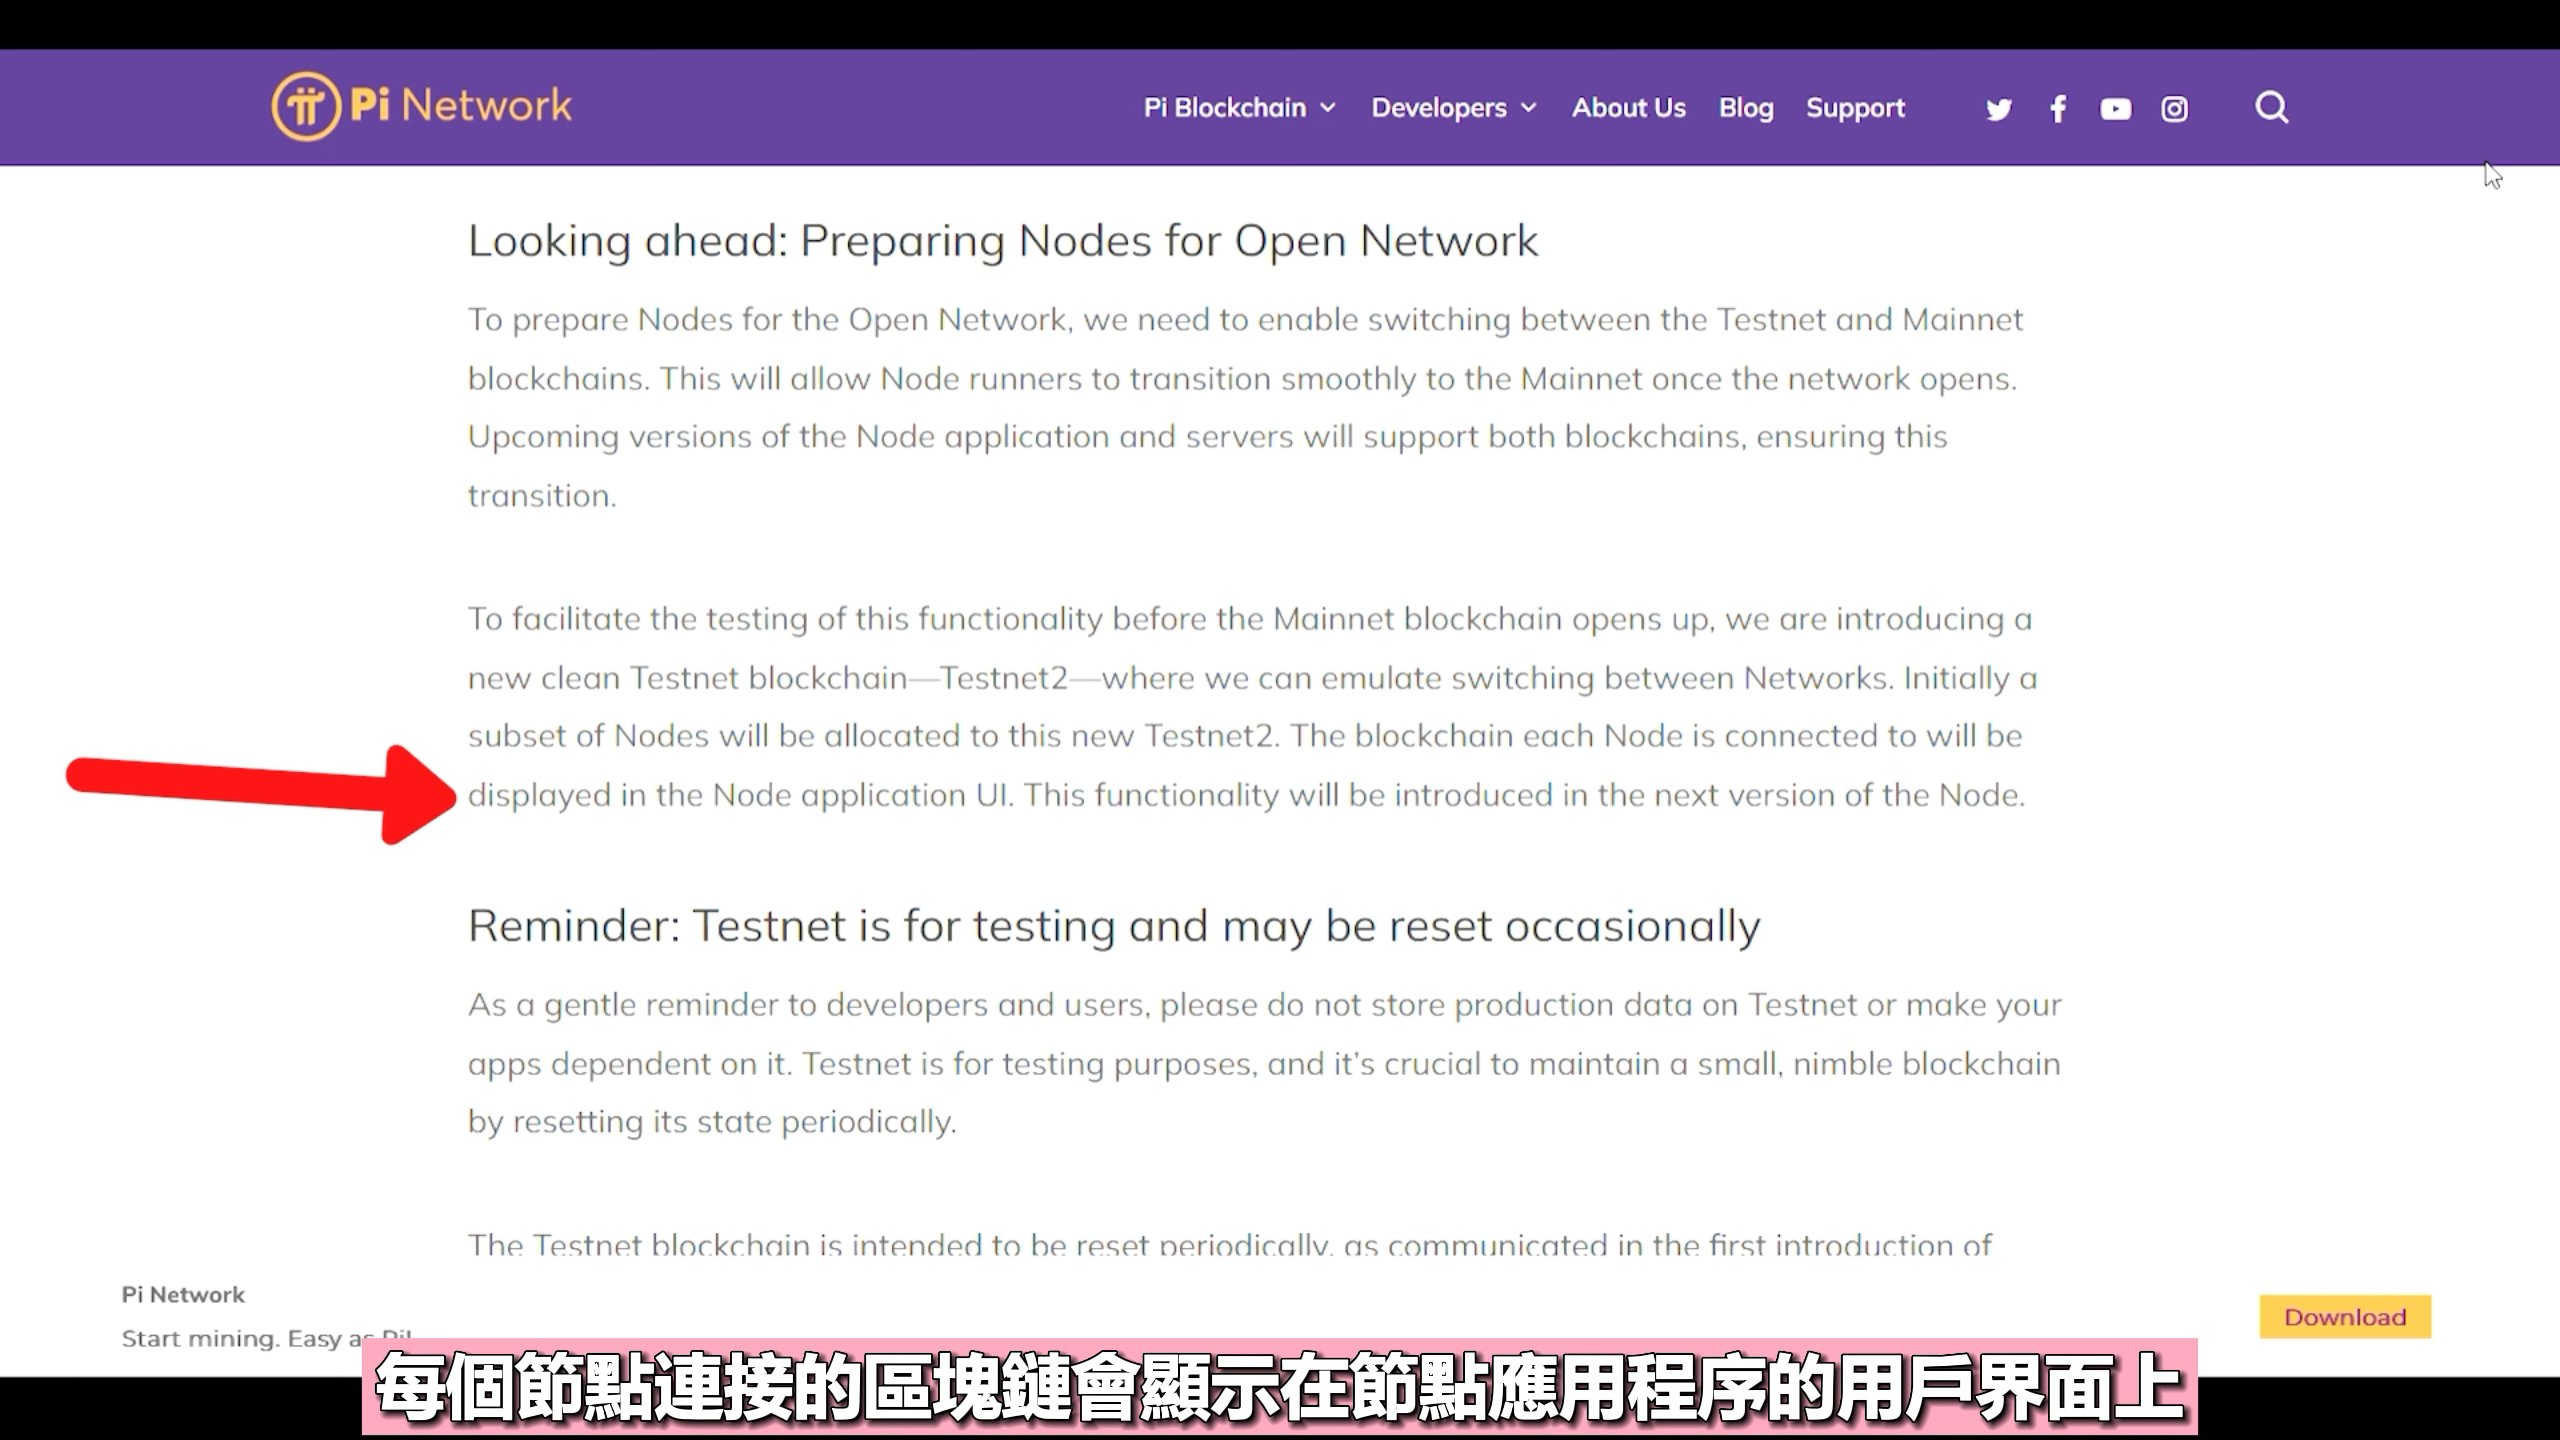 Pi Network
Pi Blockchain Developers About Us Blog Support
Looking ahead: Preparing Nodes for Open Network
To prepare Nodes for the Open Network, we need to enable switching between the Testnet and Mainnet
blockchains. This will allow Node runners to transition smoothly to the Mainnet once the network opens.
Upcoming versions of the Node application and servers will support both blockchains, ensuring this
transition.
To facilitate the testing of this functionality before the Mainnet blockchain opens up, we are introducing a
new clean Testnet blockchain—Testnet2—where we can emulate switching between Networks. Initially a
subset of Nodes will be allocated to this new Testnet2. The blockchain each Node is connected to will be
displayed in the Node application UI. This functionality will be introduced in the next version of the Node.
Reminder: Testnet is for testing and may be reset occasionally
As a gentle reminder to developers and users, please do not store production data on Testnet or make your
apps dependent on it. Testnet is for testing purposes, and it's crucial to maintain a small, nimble blockchain
by resetting its state periodically.
The Testnet blockchain is intended to be reset periodically, as communicated in the first introduction of
Pi Network
Start mining. Easy as Pi!
Download
每個節點連接的區塊鏈會顯示在節點應用程序的用戶界面上